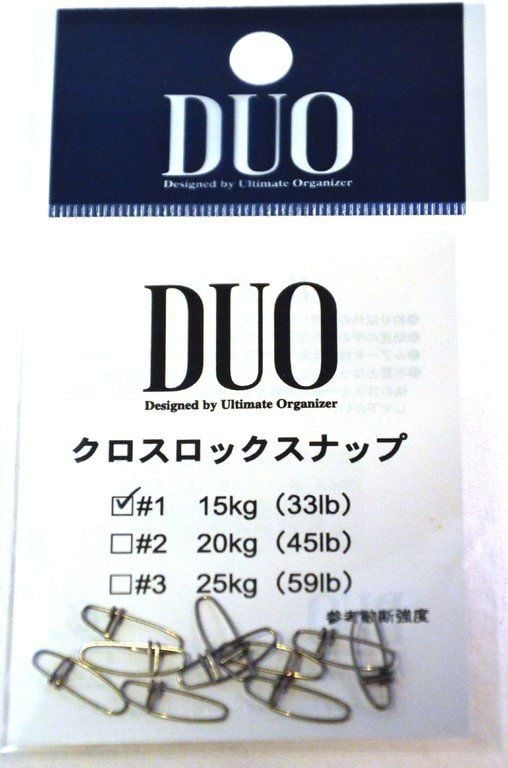 DUO
Designed by Ultimate Organizer
DUO
Designed by Ultimate Organizer
クロスロックスナップ
#1 15kg（33lb）
#2 20kg（45lb）
#3 25kg（59lb）
参考耐断強度